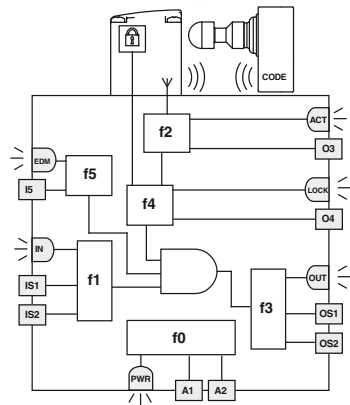 CODE
f2
ACT
O3
EDM
f5
I5
f4
LOCK
O4
IN
f1
IS1
IS2
f3
OUT
OS1
OS2
f0
PWR
A1
A2